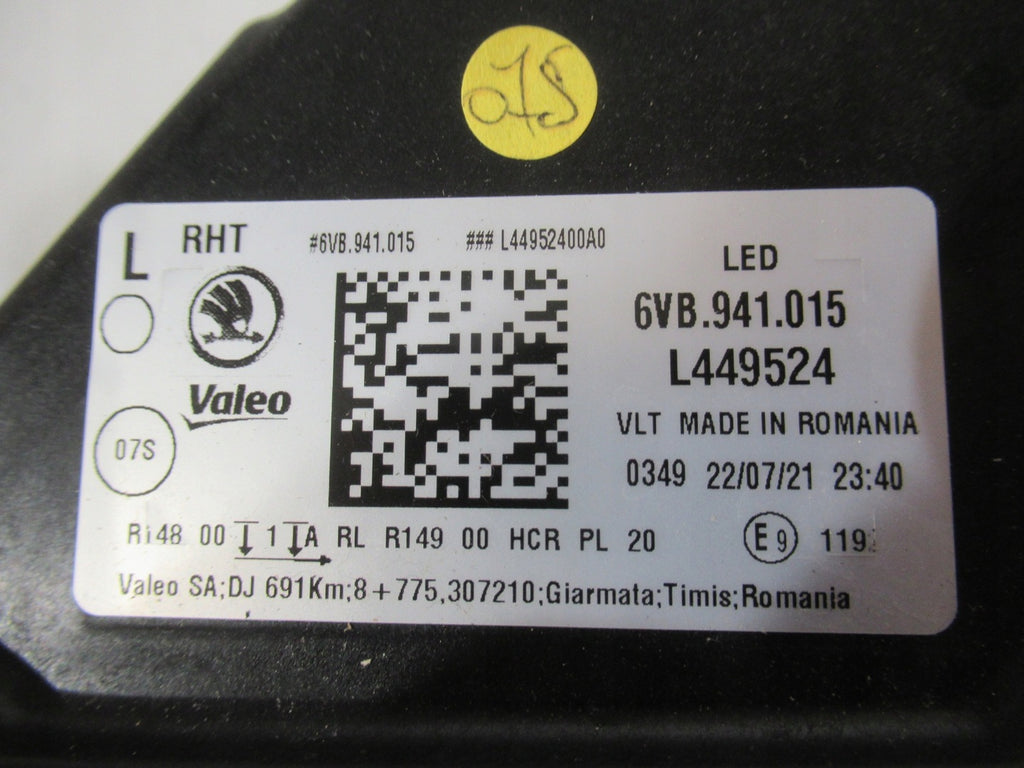 07S
L RHT #6VB.941.015 ### L44952400A0
LED
6VB.941.015
L449524
Valeo
VLT MADE IN ROMANIA
07S
0349 22/07/21 23:40
R148 00 1 A RL R149 00 HCR PL 20 E9
Valeo SA;DJ 691Km;8+775,307210;Giarmata;Timis;Romania